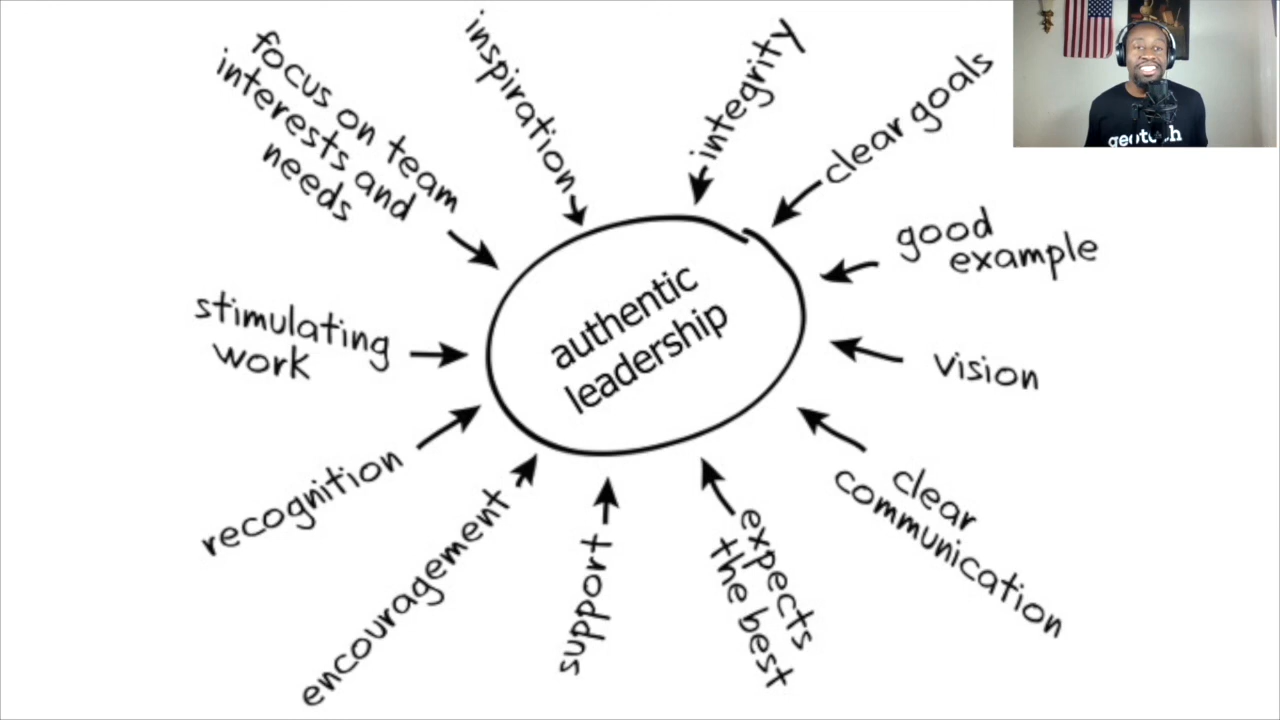 focus on team
interests and
needs
inspiration
integrity
clear goals
good
example
vision
clear
communication
expects
the best
support
encouragement
recognition
stimulating
work
authentic
leadership